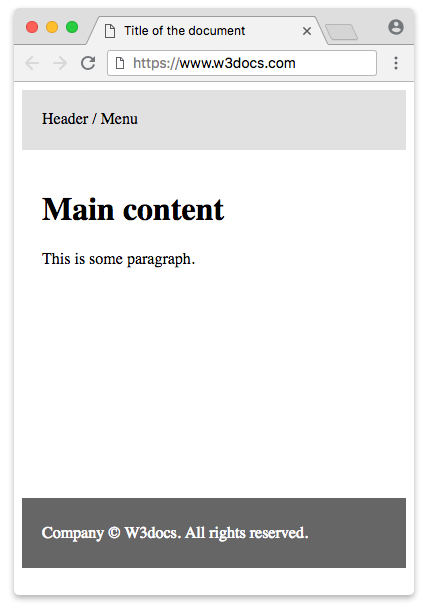 Title of the document
https://www.w3docs.com
Header / Menu
Main content
This is some paragraph.
Company © W3docs. All rights reserved.